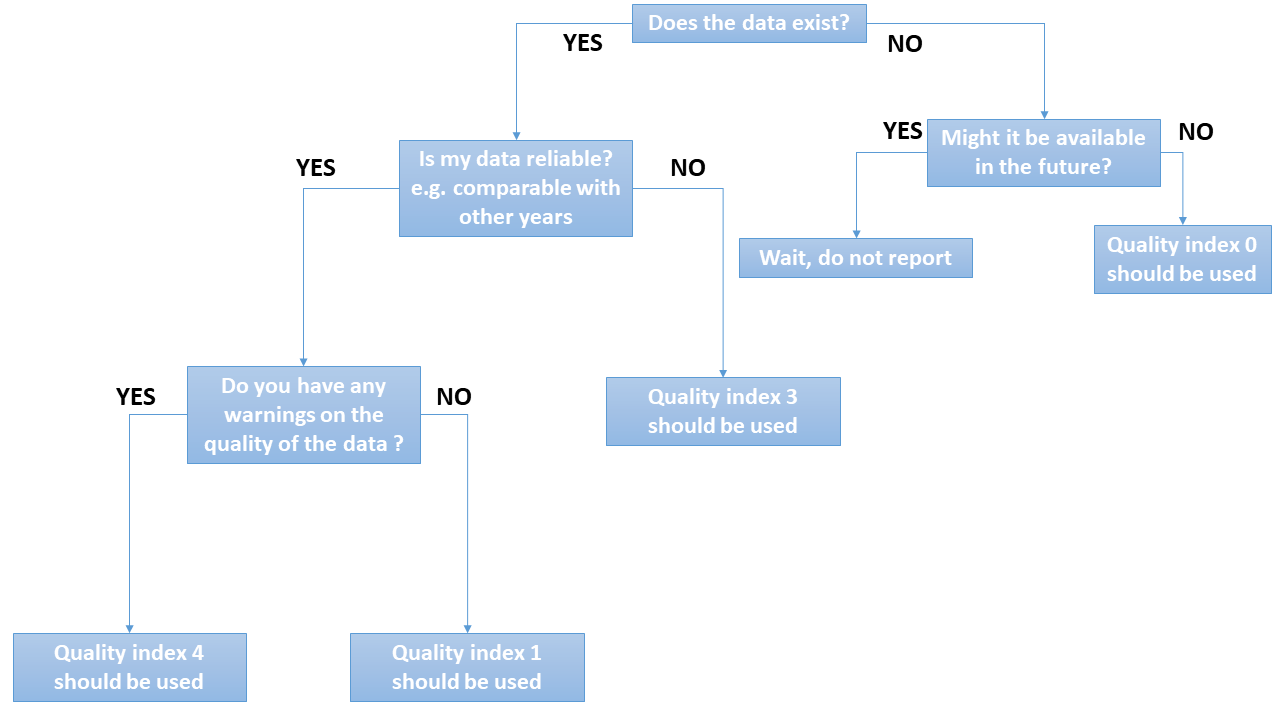 Does the data exist?
YES
NO
YES
Might it be available
in the future?
NO
YES
Is my data reliable?
e.g. comparable with
other years
NO
Wait, do not report
Quality index 0
should be used
YES
Do you have any
warnings on the
quality of the data ?
NO
Quality index 3
should be used
Quality index 4
should be used
Quality index 1
should be used